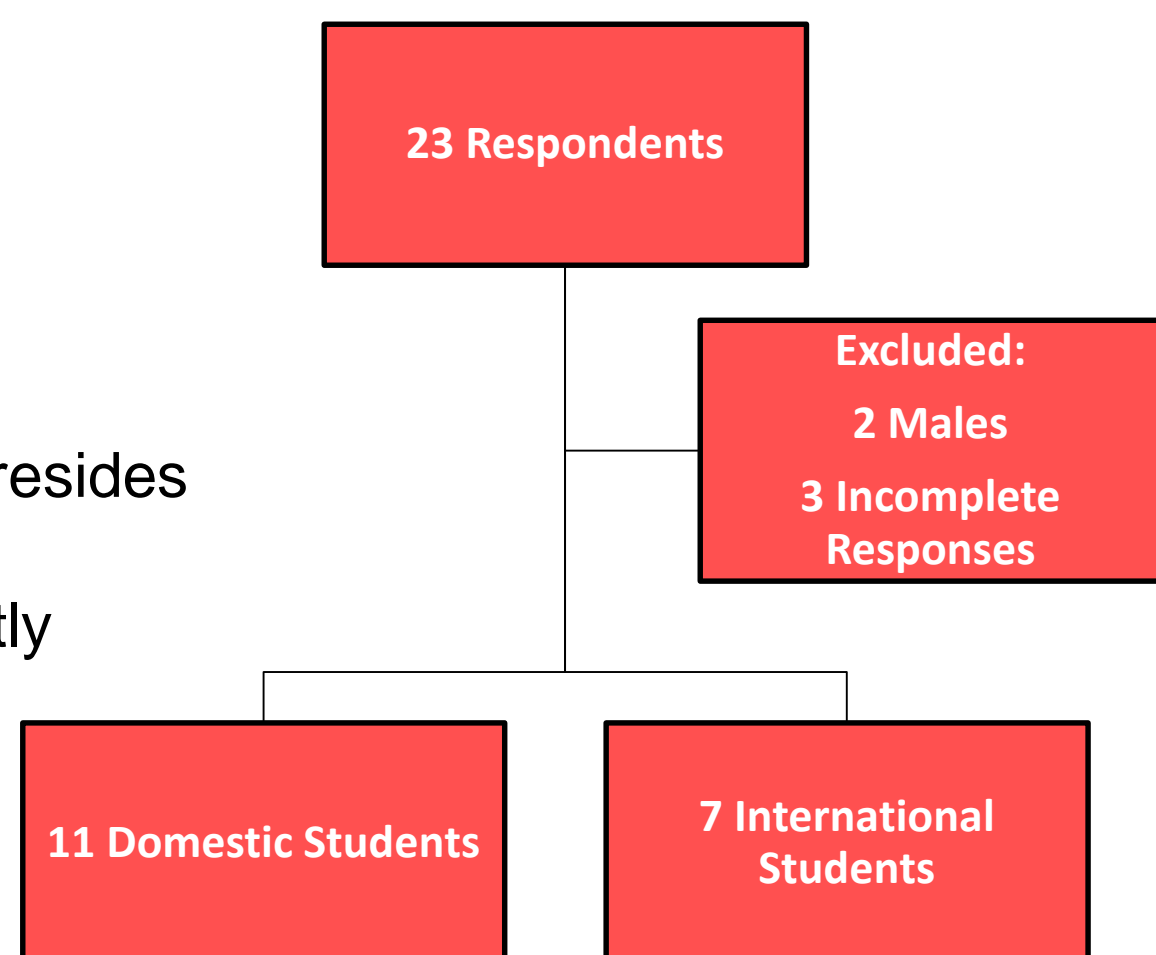 23 Respondents
Excluded:
2 Males
3 Incomplete
Responses
resides
tly
11 Domestic Students
7 International
Students